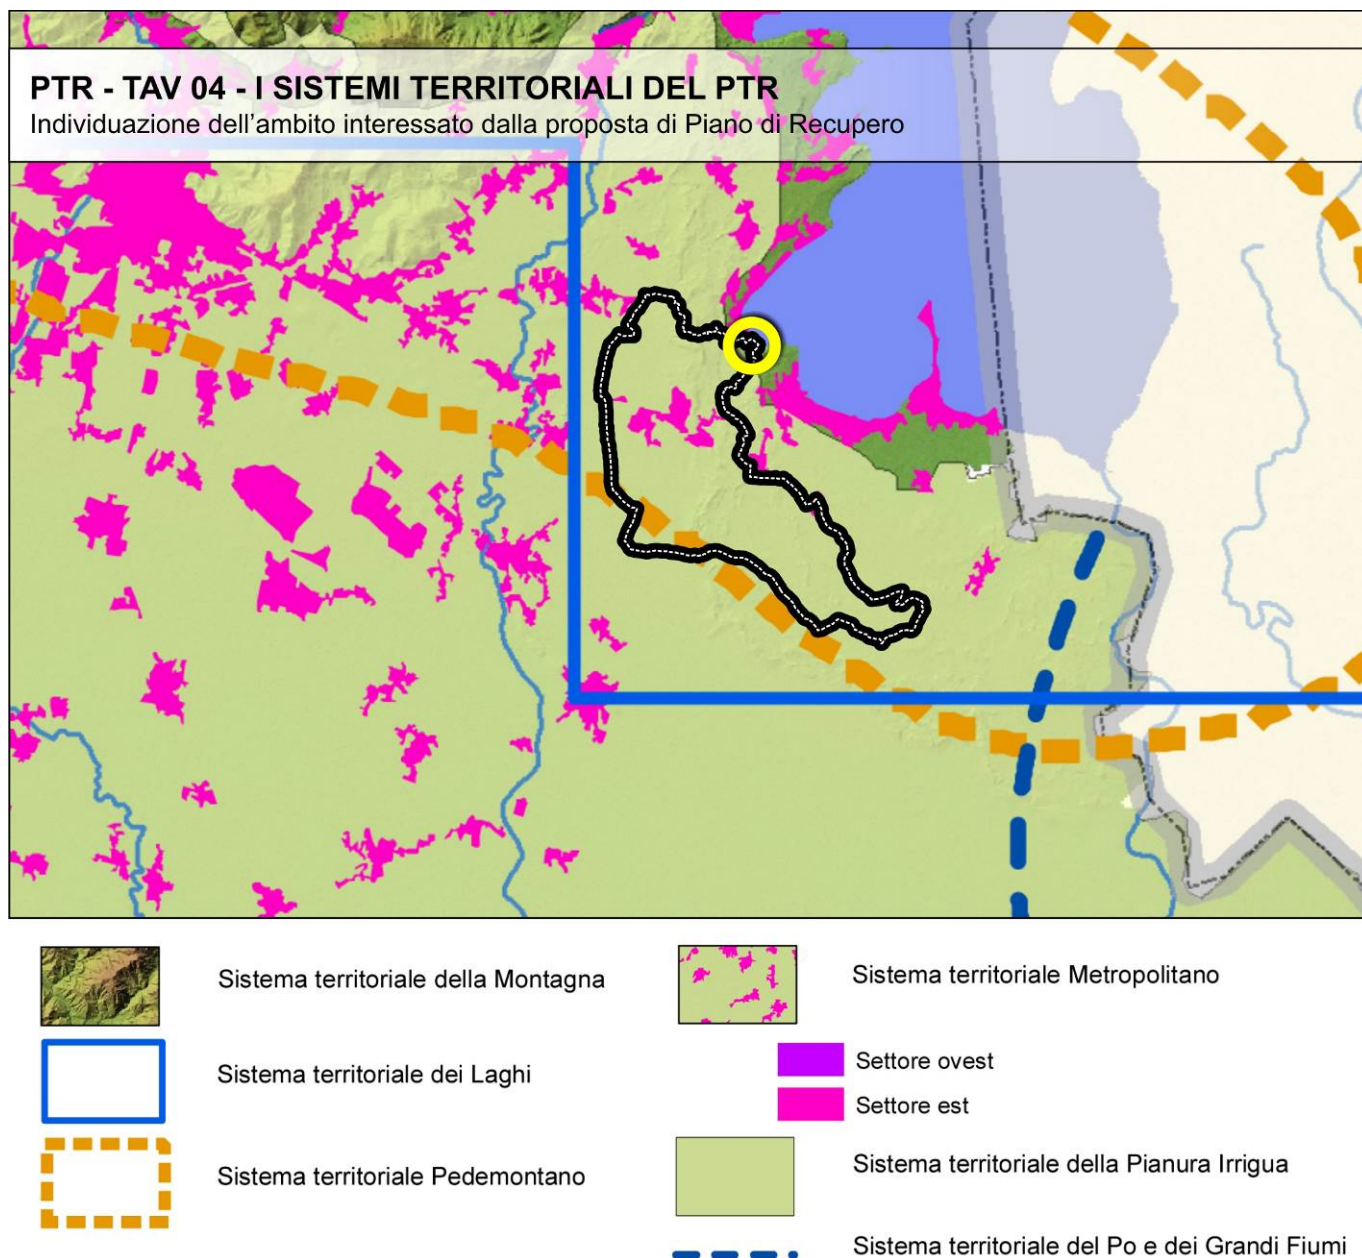 PTR - TAV 04 - I SISTEMI TERRITORIALI DEL PTR
Individuazione dell'ambito interessato dalla proposta di Piano di Recupero
Sistema territoriale della Montagna
Sistema territoriale dei Laghi
Sistema territoriale Pedemontano
Sistema territoriale Metropolitano
Settore ovest
Settore est
Sistema territoriale della Pianura Irrigua
Sistema territoriale del Po e dei Grandi Fiumi